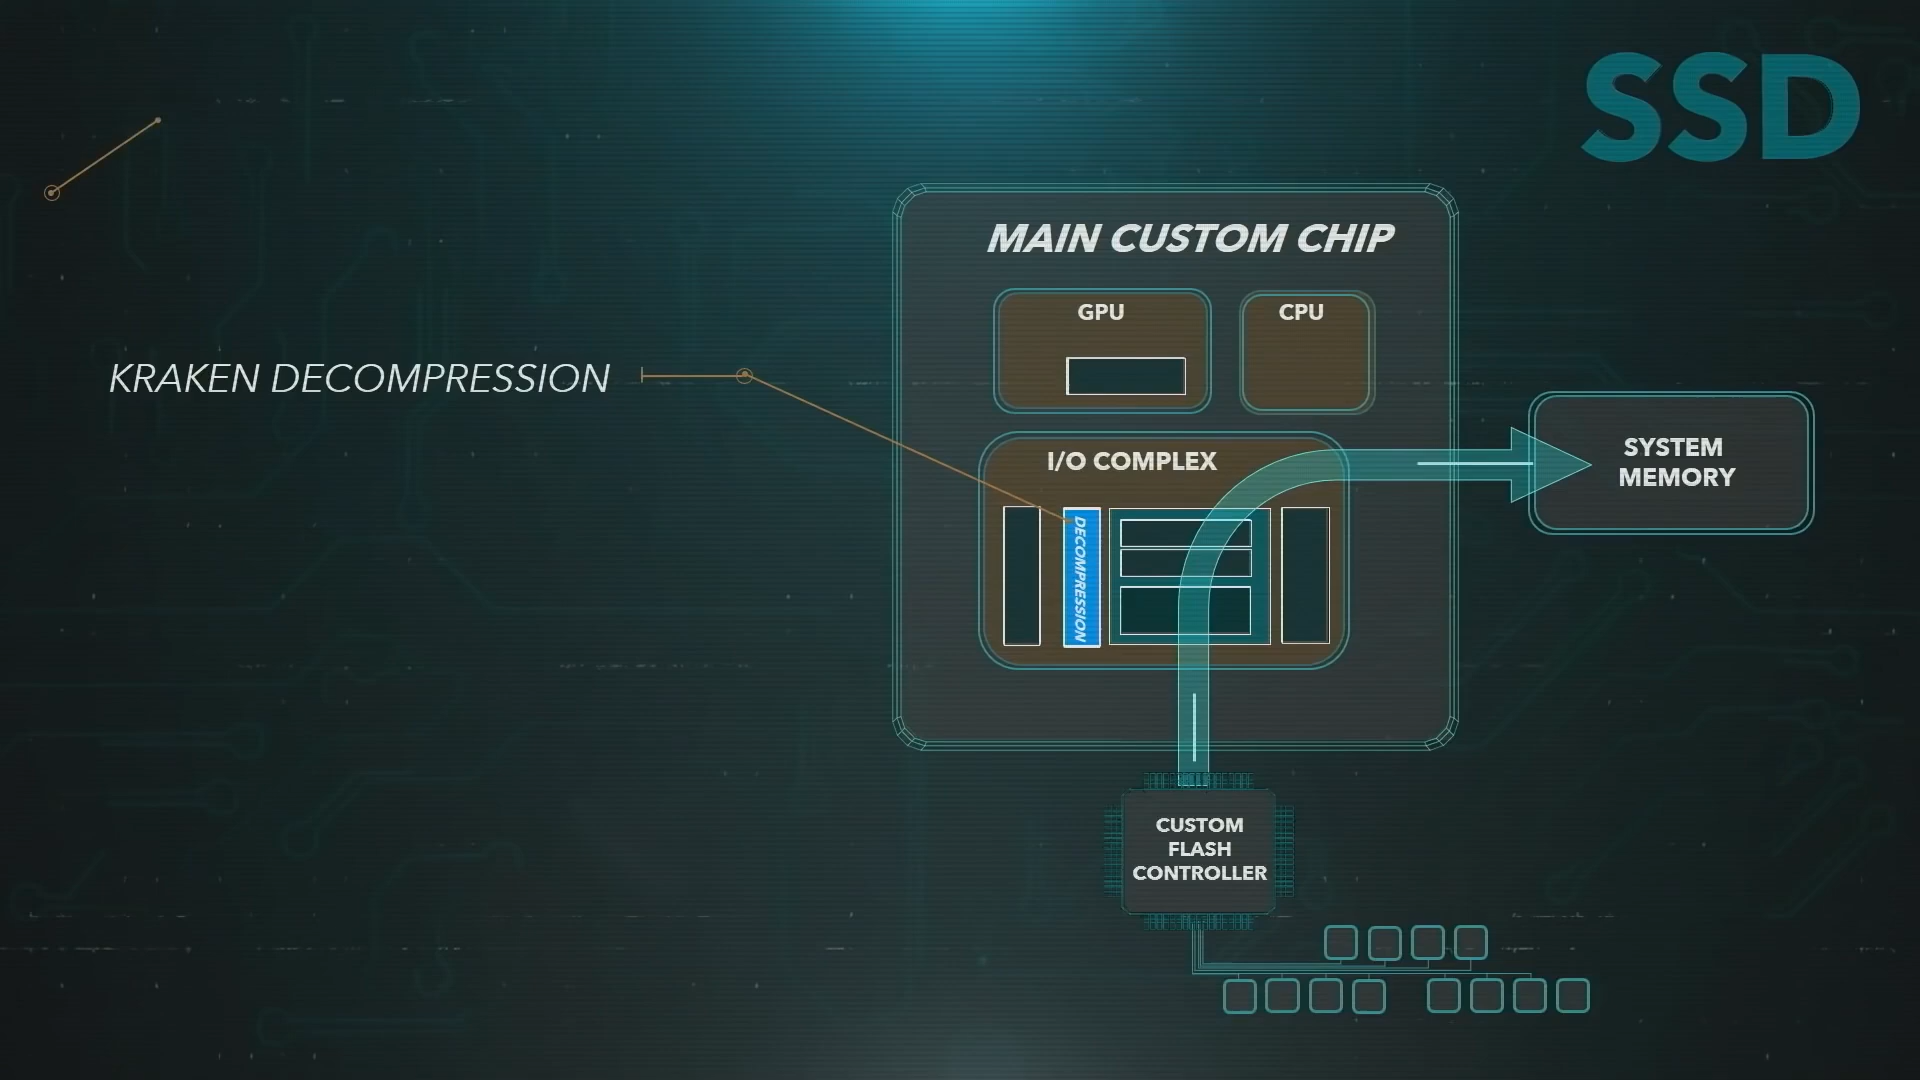 SSD
MAIN CUSTOM CHIP
GPU
CPU
KRAKEN DECOMPRESSION
I/O COMPLEX
SYSTEM
MEMORY
DECOMPRESSION
CUSTOM
FLASH
CONTROLLER